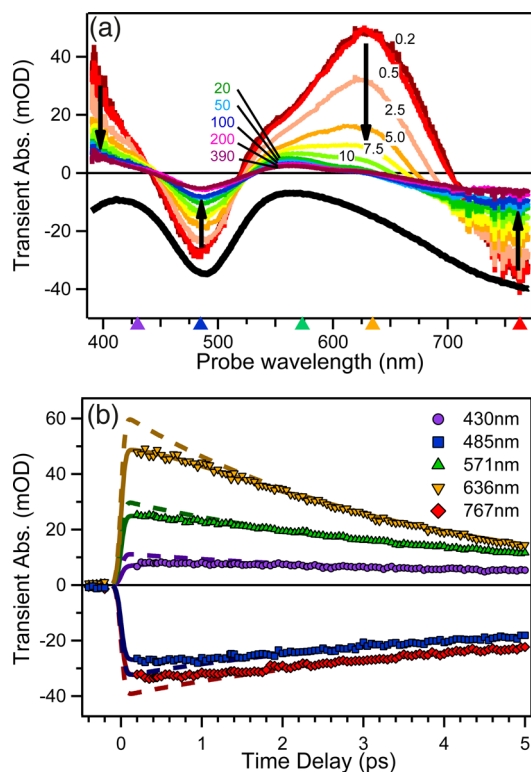 (a)
40
20
0
-20
-40
Transient Abs. (mOD)
0.2
0.5
2.5
5.0
7.5
10
20
50
100
200
390
400
500
600
700
Probe wavelength (nm)
(b)
60
40
20
0
-20
-40
Transient Abs. (mOD)
430nm
485nm
571nm
636nm
767nm
0
1
2
3
4
5
Time Delay (ps)